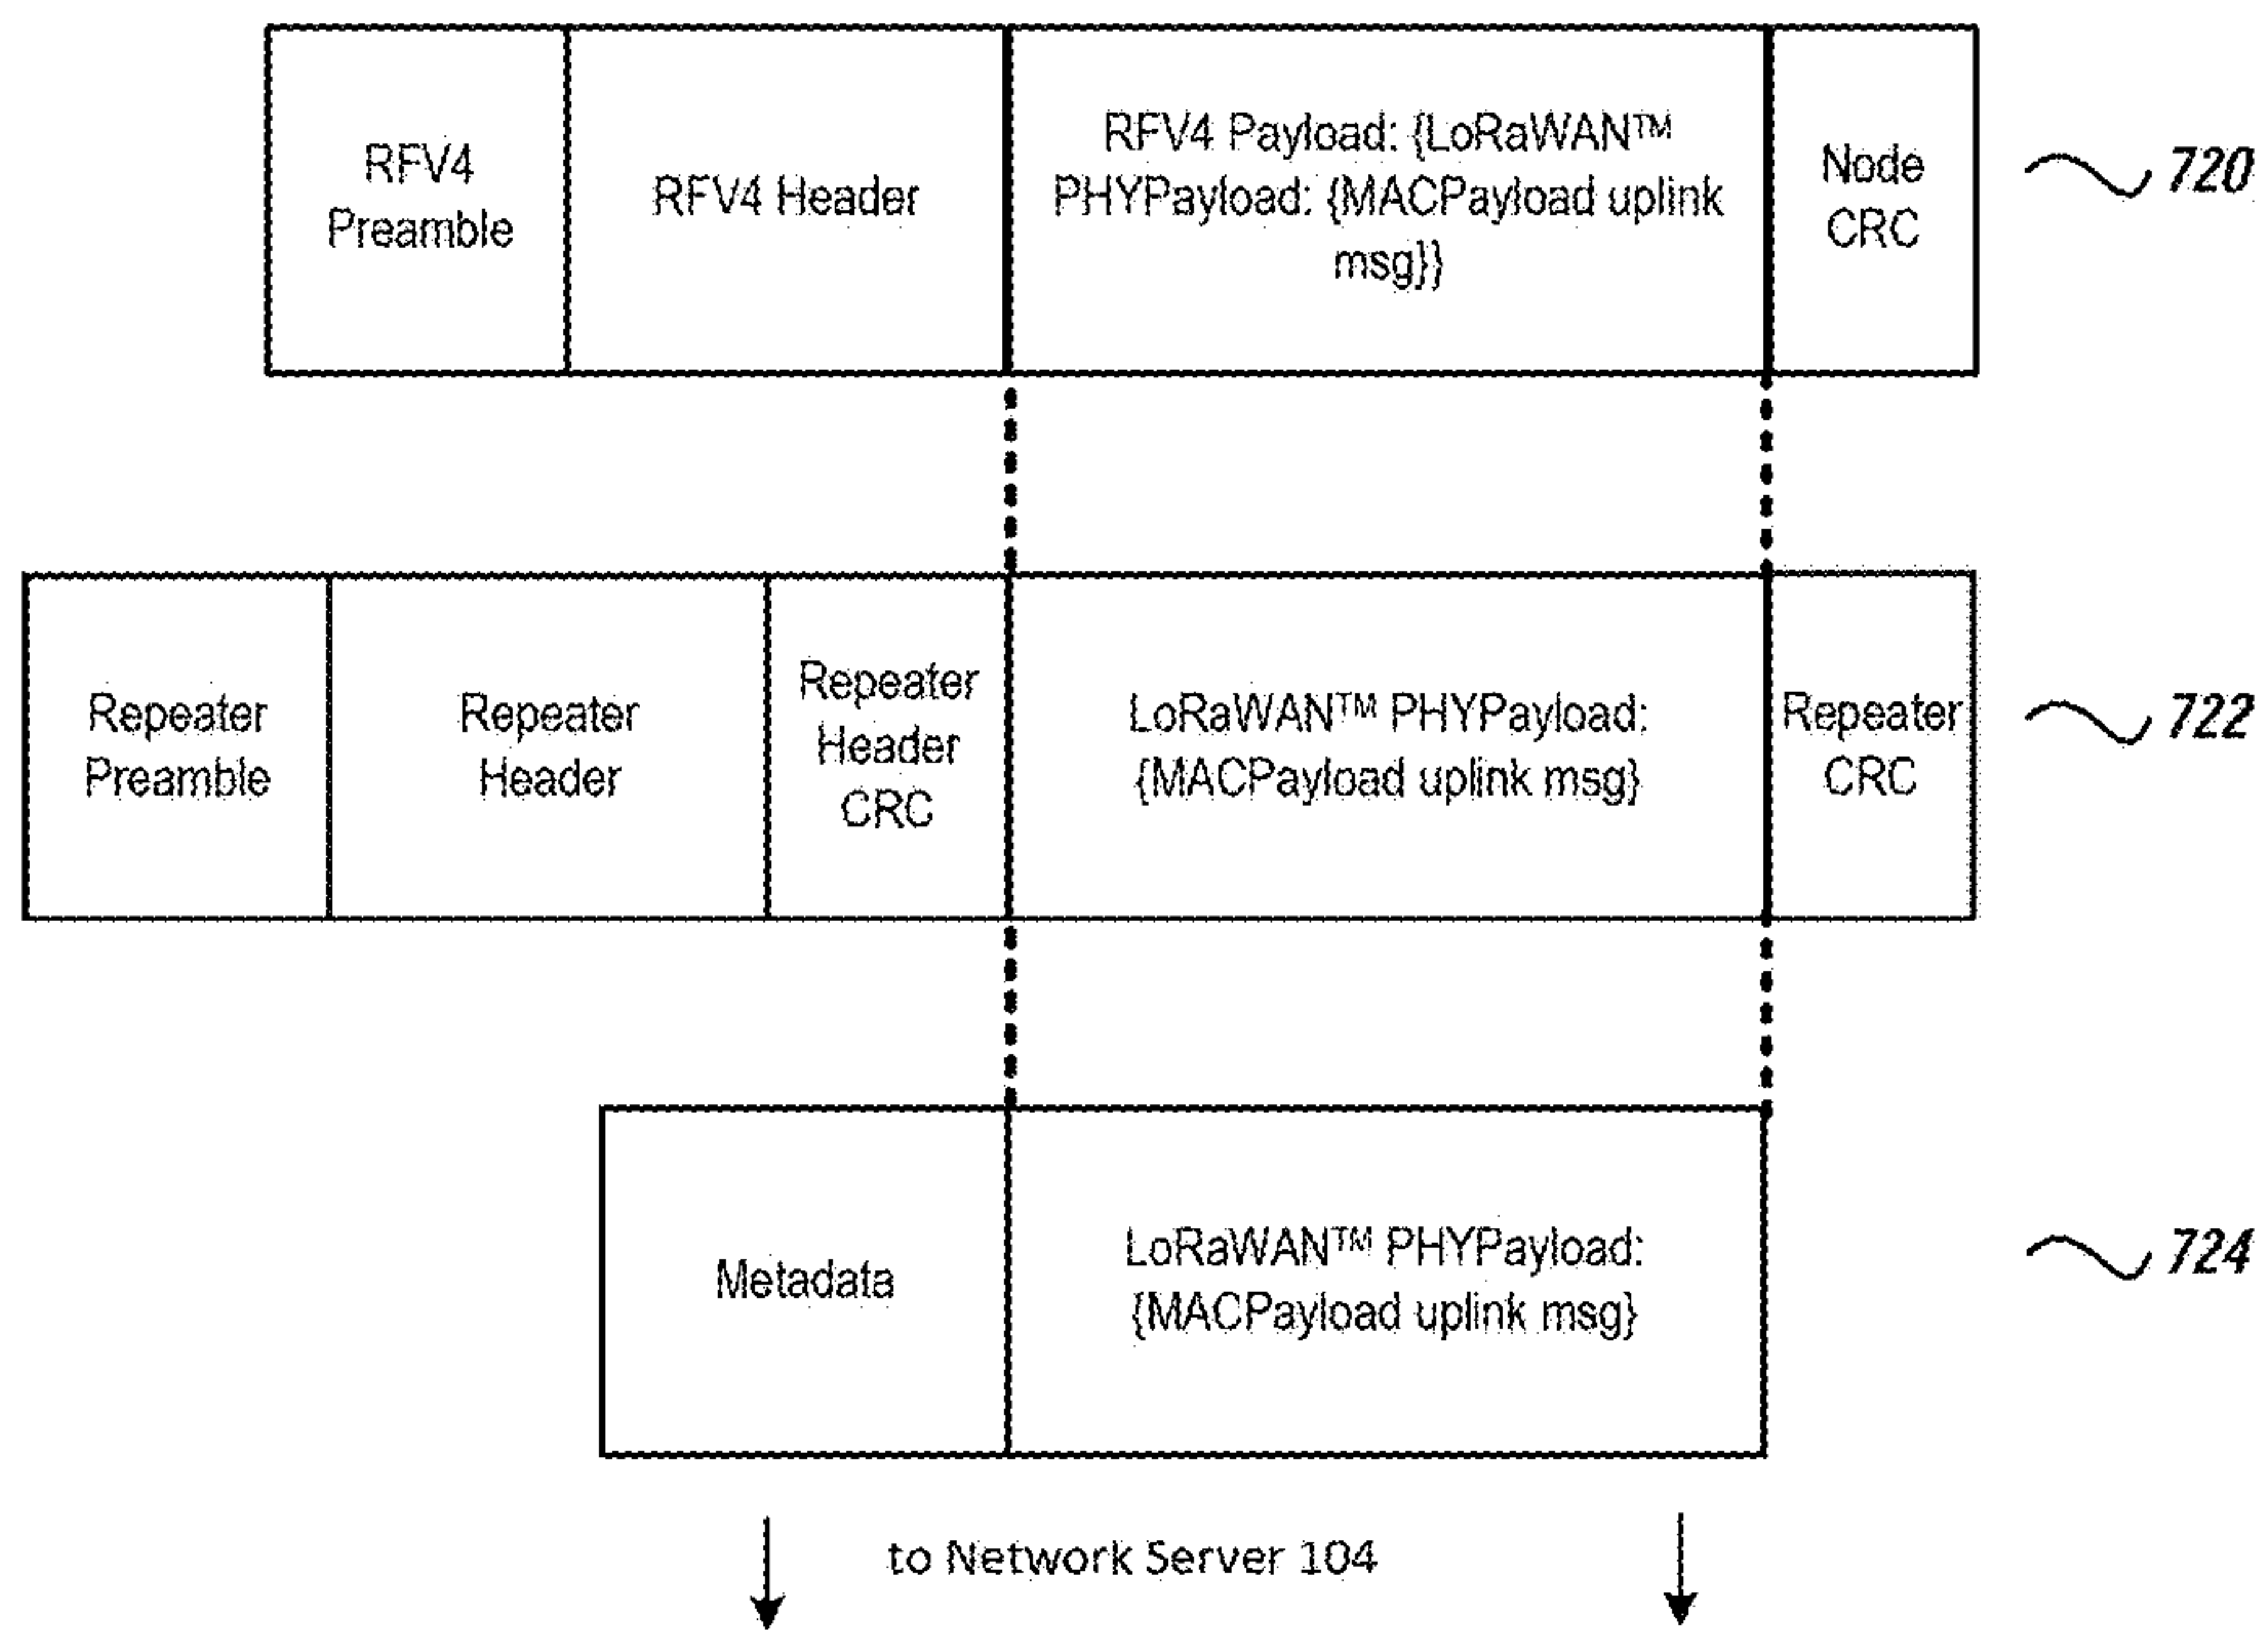 RFV4
Preamble
RFV4 Header
RFV4 Payload: {LoRaWAN™
PHYPayload: {MACPayload uplink
msg}}
Node
CRC
720
Repeater
Preamble
Repeater
Header
Repeater
Header
CRC
LoRaWAN™ PHYPayload:
{MACPayload uplink msg}
Repeater
CRC
722
Metadata
LoRaWAN™ PHYPayload:
{MACPayload uplink msg}
724
to Network Server 104